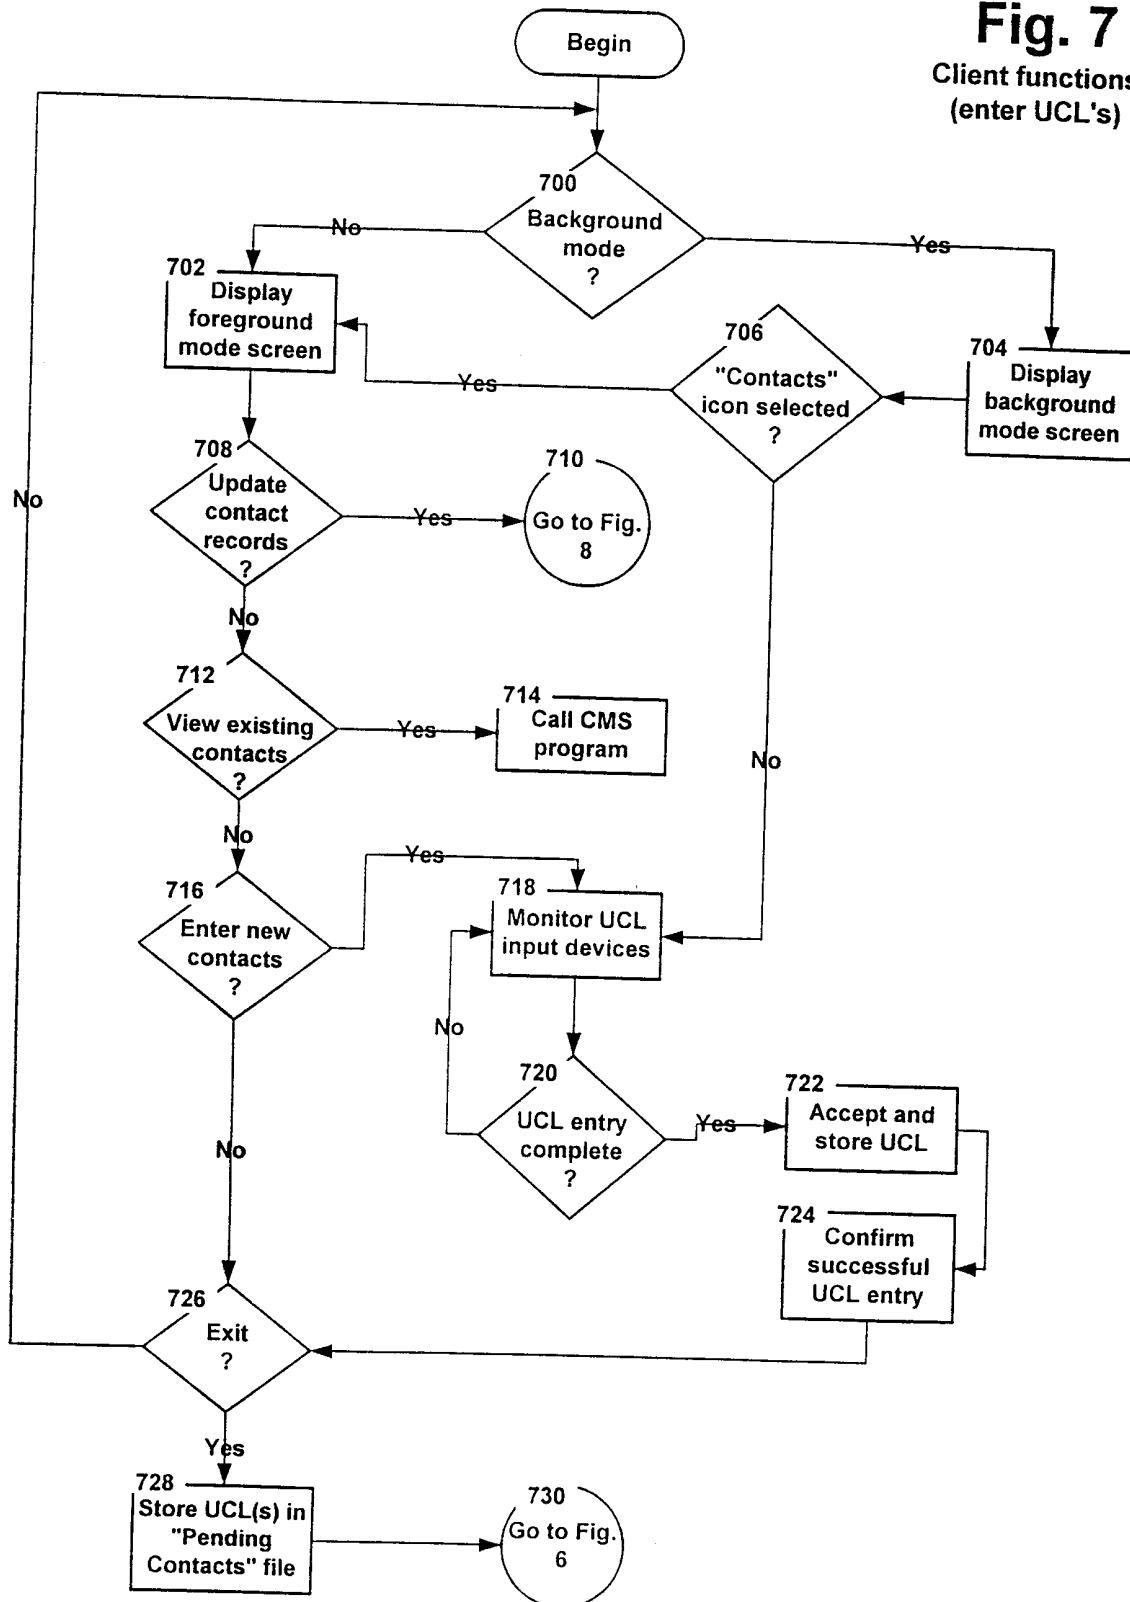 Fig. 7
Client functions
(enter UCL's)
Begin
700
Background
mode
?
No
Yes
702
Display
foreground
mode screen
706
"Contacts"
icon selected
?
704
Display
background
mode screen
Yes
708
Update
contact
records
?
Yes
710
Go to Fig.
8
No
No
712
View existing
contacts
?
Yes
714
Call CMS
program
No
No
716
Enter new
contacts
?
Yes
718
Monitor UCL
input devices
No
720
UCL entry
complete
?
Yes
722
Accept and
store UCL
No
724
Confirm
successful
UCL entry
726
Exit
?
Yes
728
Store UCL(s) in
"Pending
Contacts" file
730
Go to Fig.
6